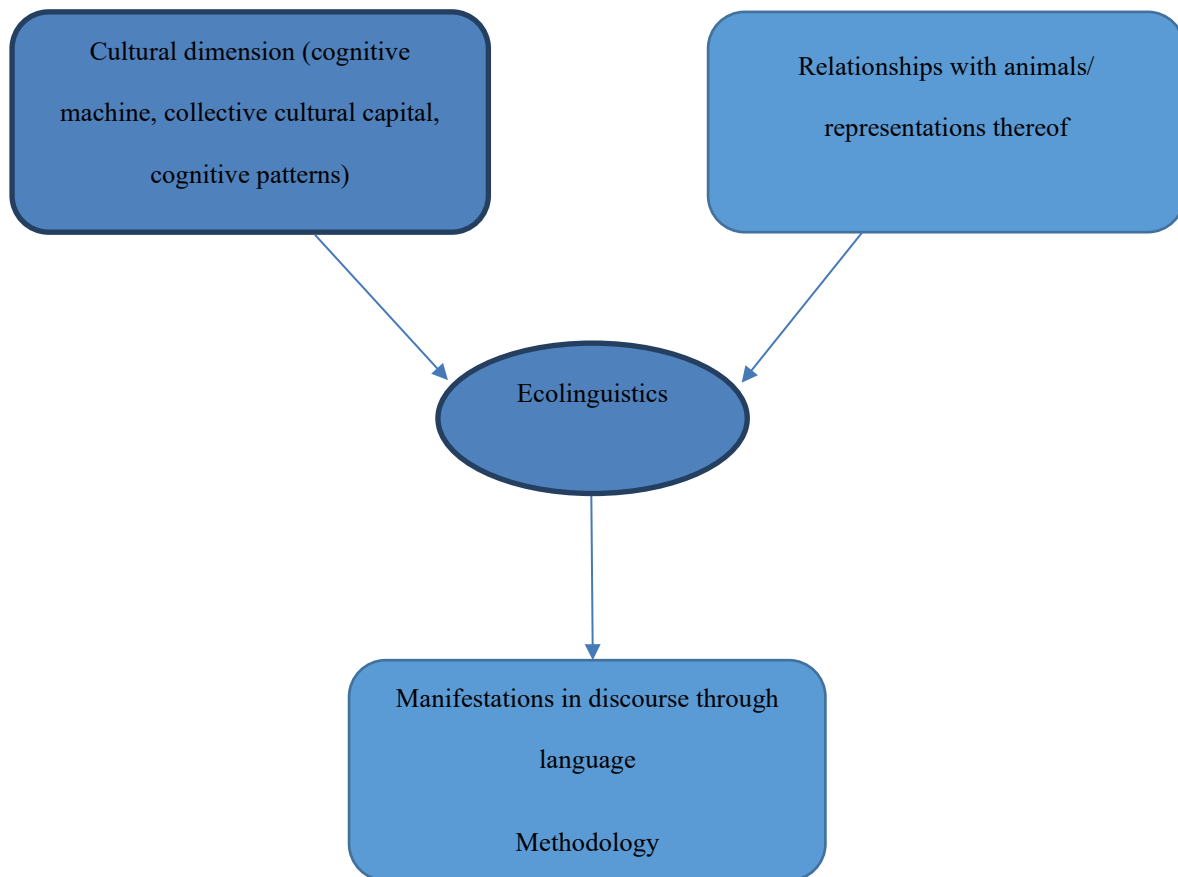 Cultural dimension (cognitive
machine, collective cultural capital,
cognitive patterns)
Relationships with animals/
representations thereof
Ecolinguistics
Manifestations in discourse through
language
Methodology